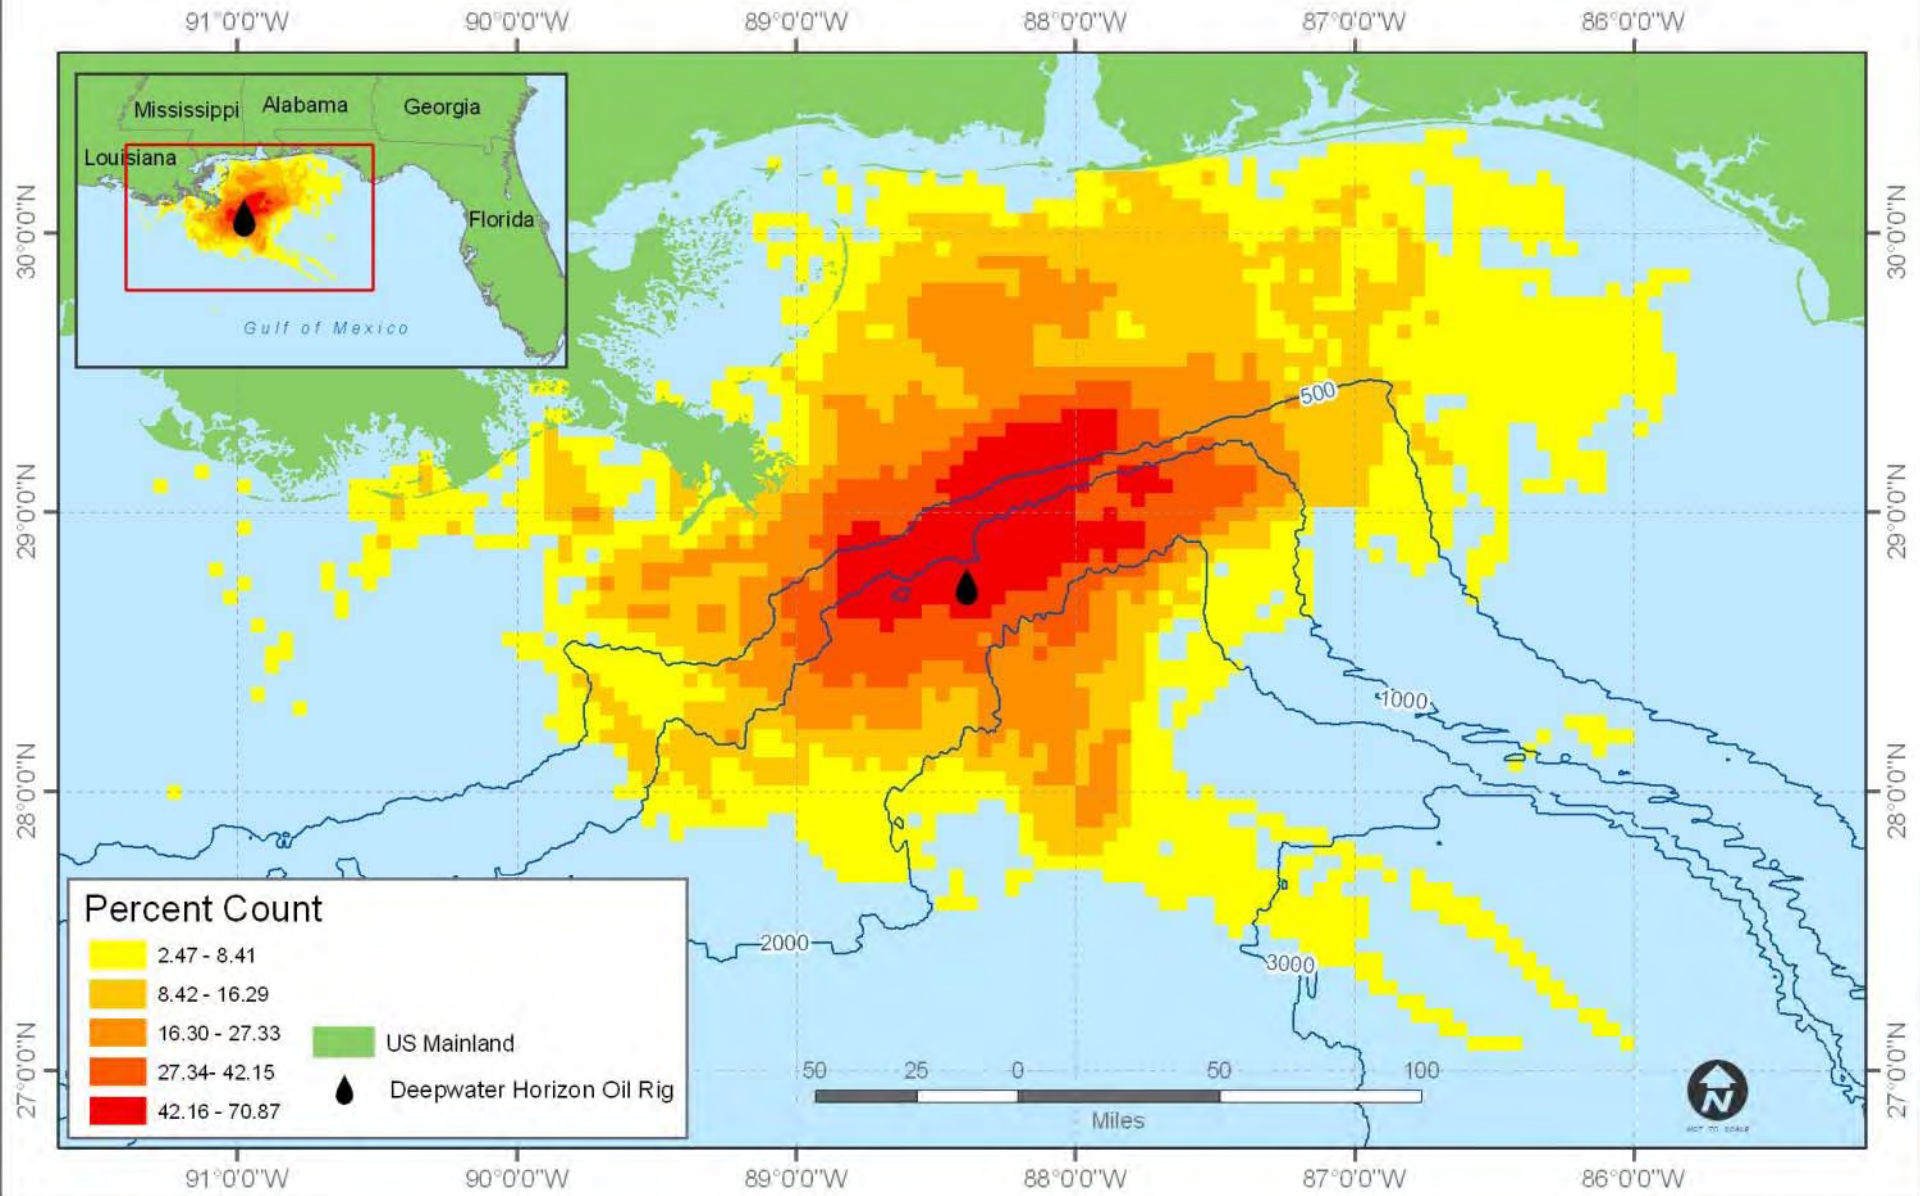 91°0'0"W 90°0'0"W 89°0'0"W 88°0'0"W 87°0'0"W 86°0'0"W
Mississippi Alabama Georgia
Louisiana
Florida
Gulf of Mexico
30°0'0"N 30°0'0"N
29°0'0"N 29°0'0"N
28°0'0"N 28°0'0"N
27°0'0"N 27°0'0"N
500
1000
2000
3000
Percent Count
2.47 - 8.41
8.42 - 16.29
16.30 - 27.33
27.34- 42.15
42.16 - 70.87
US Mainland
Deepwater Horizon Oil Rig
50 25 0 50 100
Miles
N
NOT TO SCALE
91°0'0"W 90°0'0"W 89°0'0"W 88°0'0"W 87°0'0"W 86°0'0"W